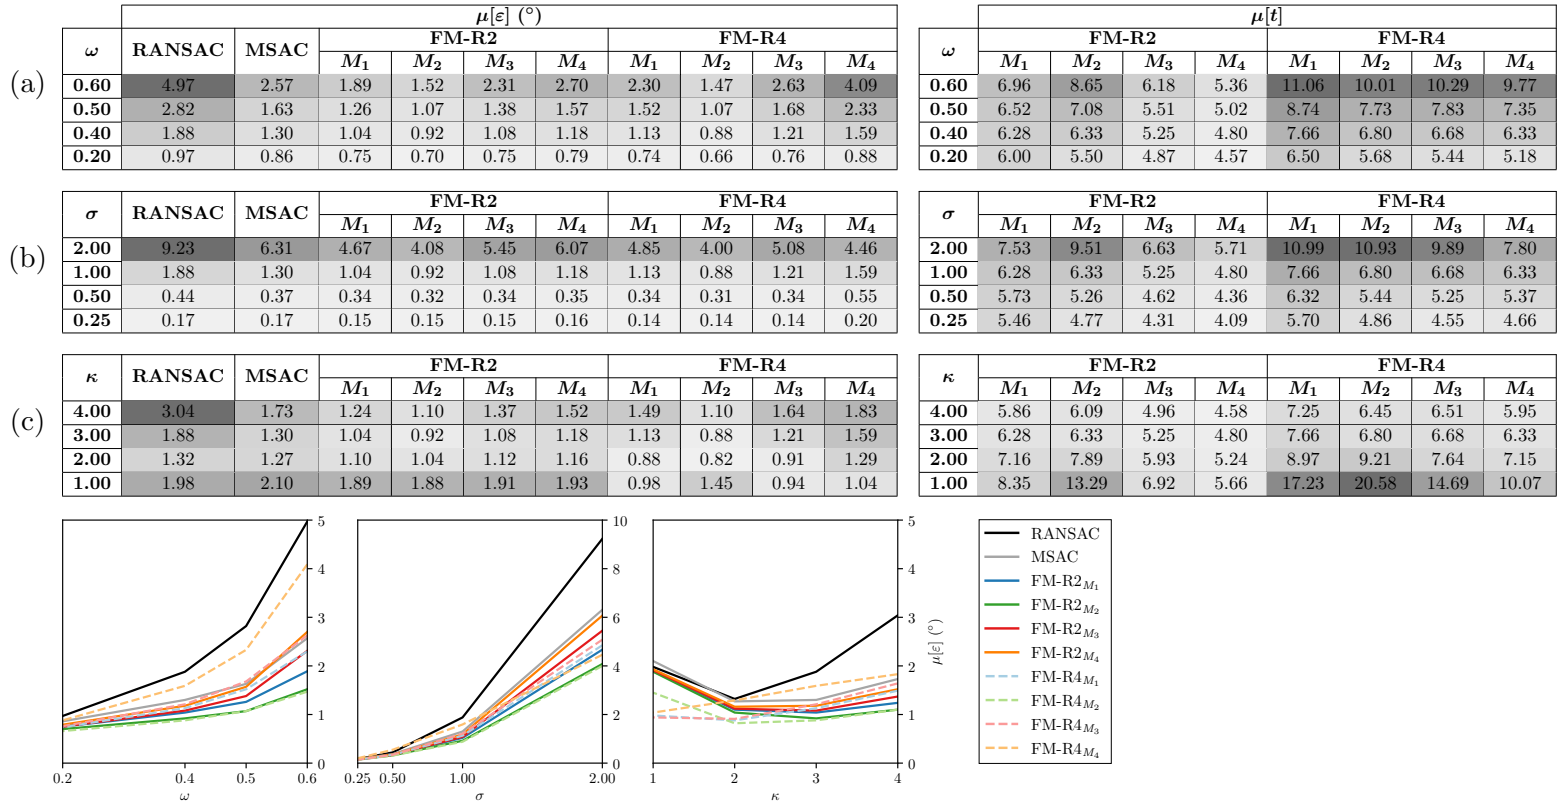 μ[ε] (°) μ[t]
ω RANSAC MSAC FM-R2 FM-R4 ω FM-R2 FM-R4
M1 M2 M3 M4 M1 M2 M3 M4 M1 M2 M3 M4 M1 M2 M3 M4
(a)
0.60 4.97 2.57 1.89 1.52 2.31 2.70 2.30 1.47 2.63 4.09 0.60 6.96 8.65 6.18 5.36 11.06 10.01 10.29 9.77
0.50 2.82 1.63 1.26 1.07 1.38 1.57 1.52 1.07 1.68 2.33 0.50 6.52 7.08 5.51 5.02 8.74 7.73 7.83 7.35
0.40 1.88 1.30 1.04 0.92 1.08 1.18 1.13 0.88 1.21 1.59 0.40 6.28 6.33 5.25 4.80 7.66 6.80 6.68 6.33
0.20 0.97 0.86 0.75 0.70 0.75 0.79 0.74 0.66 0.76 0.88 0.20 6.00 5.50 4.87 4.57 6.50 5.68 5.44 5.18
σ RANSAC MSAC FM-R2 FM-R4 σ FM-R2 FM-R4
M1 M2 M3 M4 M1 M2 M3 M4 M1 M2 M3 M4 M1 M2 M3 M4
(b)
2.00 9.23 6.31 4.67 4.08 5.45 6.07 4.85 4.00 5.08 4.46 2.00 7.53 9.51 6.63 5.71 10.99 10.93 9.89 7.80
1.00 1.88 1.30 1.04 0.92 1.08 1.18 1.13 0.88 1.21 1.59 1.00 6.28 6.33 5.25 4.80 7.66 6.80 6.68 6.33
0.50 0.44 0.37 0.34 0.32 0.34 0.35 0.34 0.31 0.34 0.55 0.50 5.73 5.26 4.62 4.36 6.32 5.44 5.25 5.37
0.25 0.17 0.17 0.15 0.15 0.15 0.16 0.14 0.14 0.14 0.20 0.25 5.46 4.77 4.31 4.09 5.70 4.86 4.55 4.66
κ RANSAC MSAC FM-R2 FM-R4 κ FM-R2 FM-R4
M1 M2 M3 M4 M1 M2 M3 M4 M1 M2 M3 M4 M1 M2 M3 M4
(c)
4.00 3.04 1.73 1.24 1.10 1.37 1.52 1.49 1.10 1.64 1.83 4.00 5.86 6.09 4.96 4.58 7.25 6.45 6.51 5.95
3.00 1.88 1.30 1.04 0.92 1.08 1.18 1.13 0.88 1.21 1.59 3.00 6.28 6.33 5.25 4.80 7.66 6.80 6.68 6.33
2.00 1.32 1.27 1.10 1.04 1.12 1.16 0.88 0.82 0.91 1.29 2.00 7.16 7.89 5.93 5.24 8.97 9.21 7.64 7.15
1.00 1.98 2.10 1.89 1.88 1.91 1.93 0.98 1.45 0.94 1.04 1.00 8.35 13.29 6.92 5.66 17.23 20.58 14.69 10.07
5
4
3
2
1
0
0.2 0.4 0.5 0.6
ω
10
8
6
4
2
0
0.25 0.50 1.00 2.00
σ
5
4
3
2
1
0
1 2 3 4
κ
μ[ε] (°)
RANSAC
MSAC
FM-R2M1
FM-R2M2
FM-R2M3
FM-R2M4
FM-R4M1
FM-R4M2
FM-R4M3
FM-R4M4